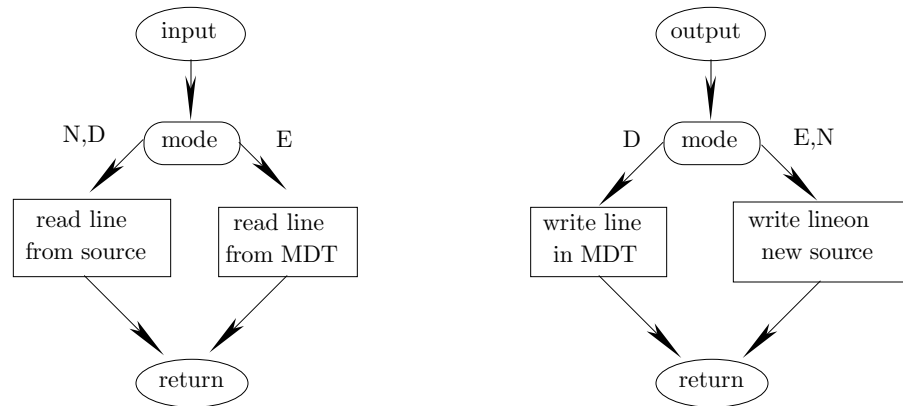 input
N,D
mode
E
read line
from source
read line
from MDT
return
output
D
mode
E,N
write line
in MDT
write lineon
new source
return